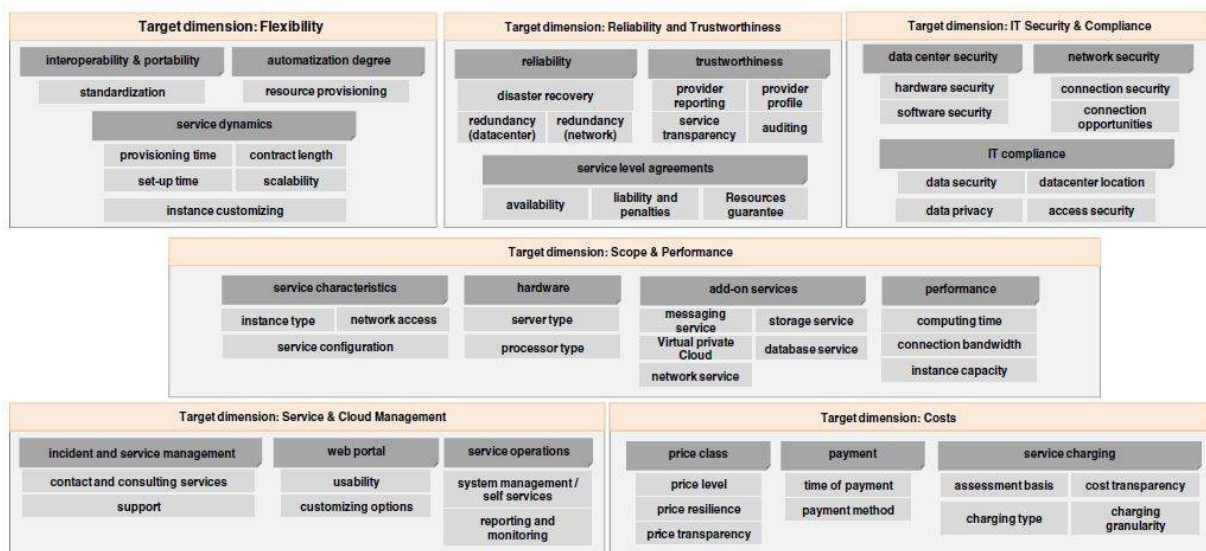 Target dimension: Flexibility
interoperability & portability
automatization degree
standardization
resource provisioning
service dynamics
provisioning time
contract length
set-up time
scalability
instance customizing
Target dimension: Reliability and Trustworthiness
reliability
trustworthiness
disaster recovery
provider
reporting
provider
profile
redundancy
(datacenter)
redundancy
(network)
service
transparency
auditing
service level agreements
availability
liability and
penalties
Resources
guarantee
Target dimension: IT Security & Compliance
data center security
network security
hardware security
connection security
software security
connection
opportunities
IT compliance
data security
datacenter location
data privacy
access security
Target dimension: Scope & Performance
service characteristics
instance type
network access
service configuration
hardware
server type
processor type
add-on services
messaging
service
storage service
Virtual private
Cloud
database service
network service
performance
computing time
connection bandwidth
instance capacity
Target dimension: Service & Cloud Management
incident and service management
contact and consulting services
support
web portal
usability
customizing options
service operations
system management /
self services
reporting and
monitoring
Target dimension: Costs
price class
price level
price resilience
price transparency
payment
time of payment
payment method
service charging
assessment basis
cost transparency
charging type
charging
granularity